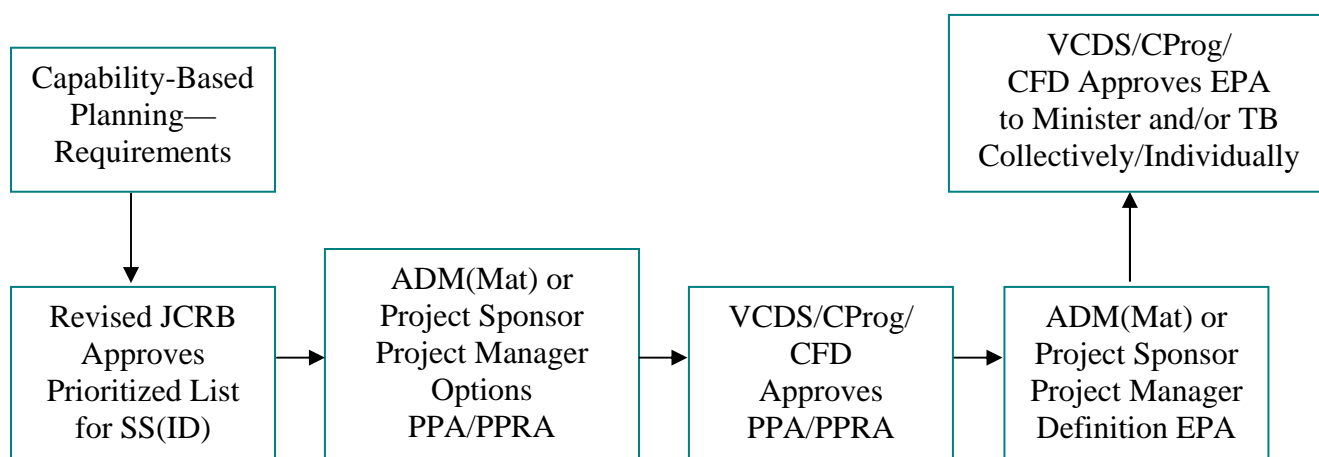 Capability-Based
Planning—
Requirements
Revised JCRB
Approves
Prioritized List
for SS(ID)
ADM(Mat) or
Project Sponsor
Project Manager
Options
PPA/PPRA
VCDS/CProg/
CFD
Approves
PPA/PPRA
ADM(Mat) or
Project Sponsor
Project Manager
Definition EPA
VCDS/CProg/
CFD Approves EPA
to Minister and/or TB
Collectively/Individually